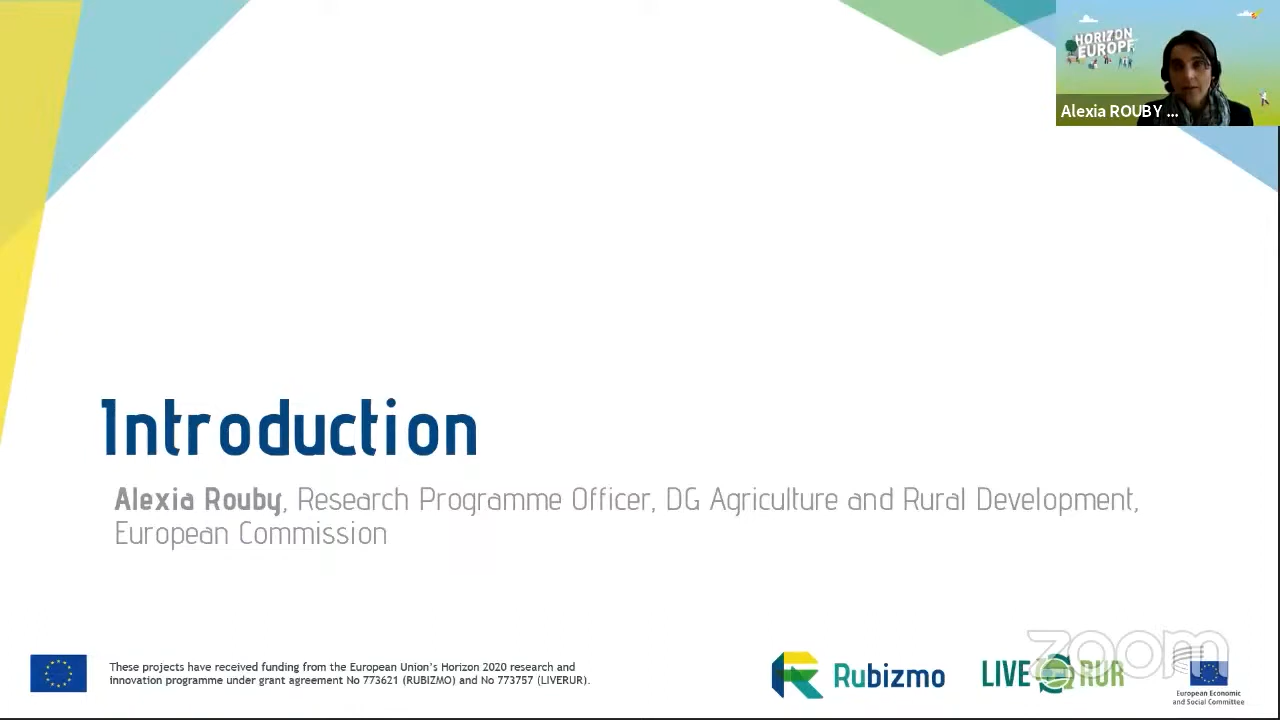 HORIZON
EUROPE
Alexia ROUBY ...
Introduction
Alexia Rouby, Research Programme Officer, DG Agriculture and Rural Development,
European Commission
These projects have received funding from the European Union's Horizon 2020 research and
innovation programme under grant agreement No 773621 (RUBIZMO) and No 773757 (LIVERUR).
Rubizmo
LIVE RUR
zoom
European Economic
and Social Committee